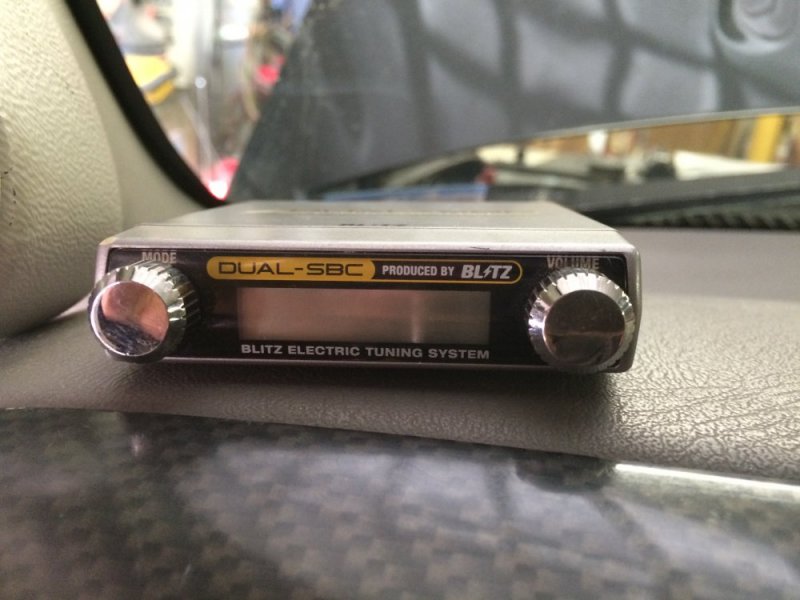 MODE
DUAL-SBC PRODUCED BY BLITZ
VOLUME
BLITZ ELECTRIC TUNING SYSTEM